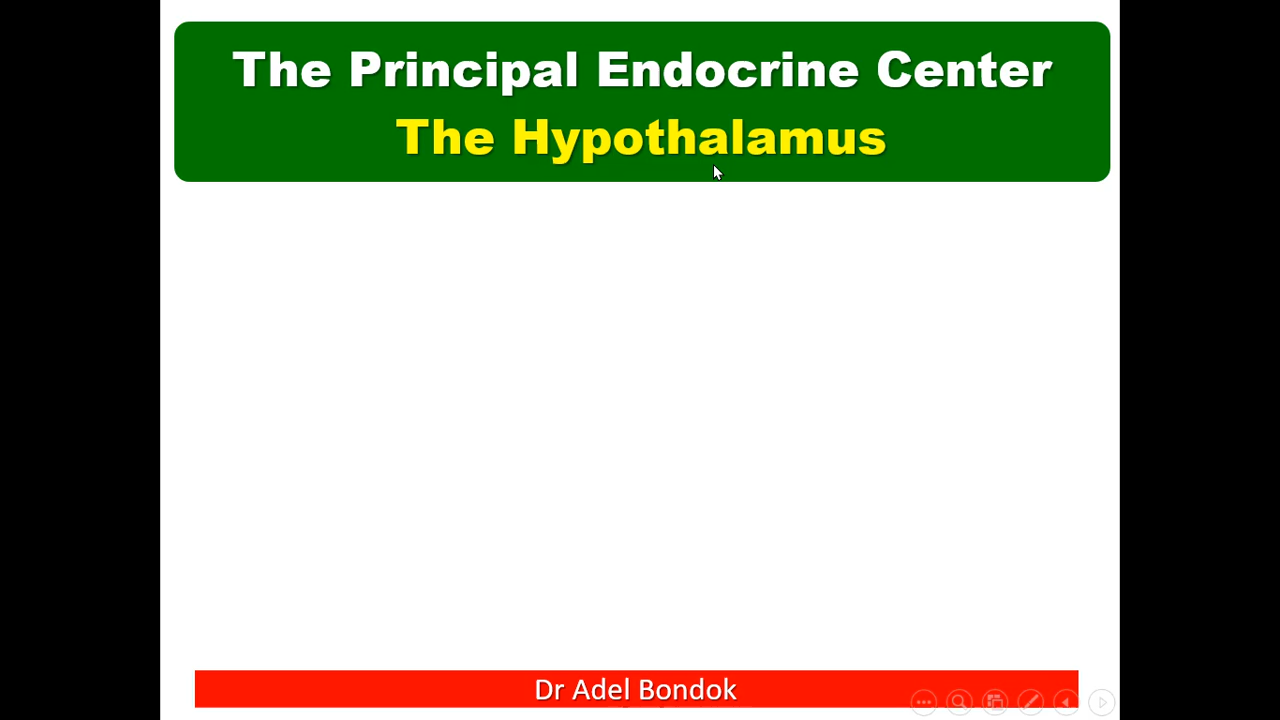 The Principal Endocrine Center
The Hypothalamus
Dr Adel Bondok